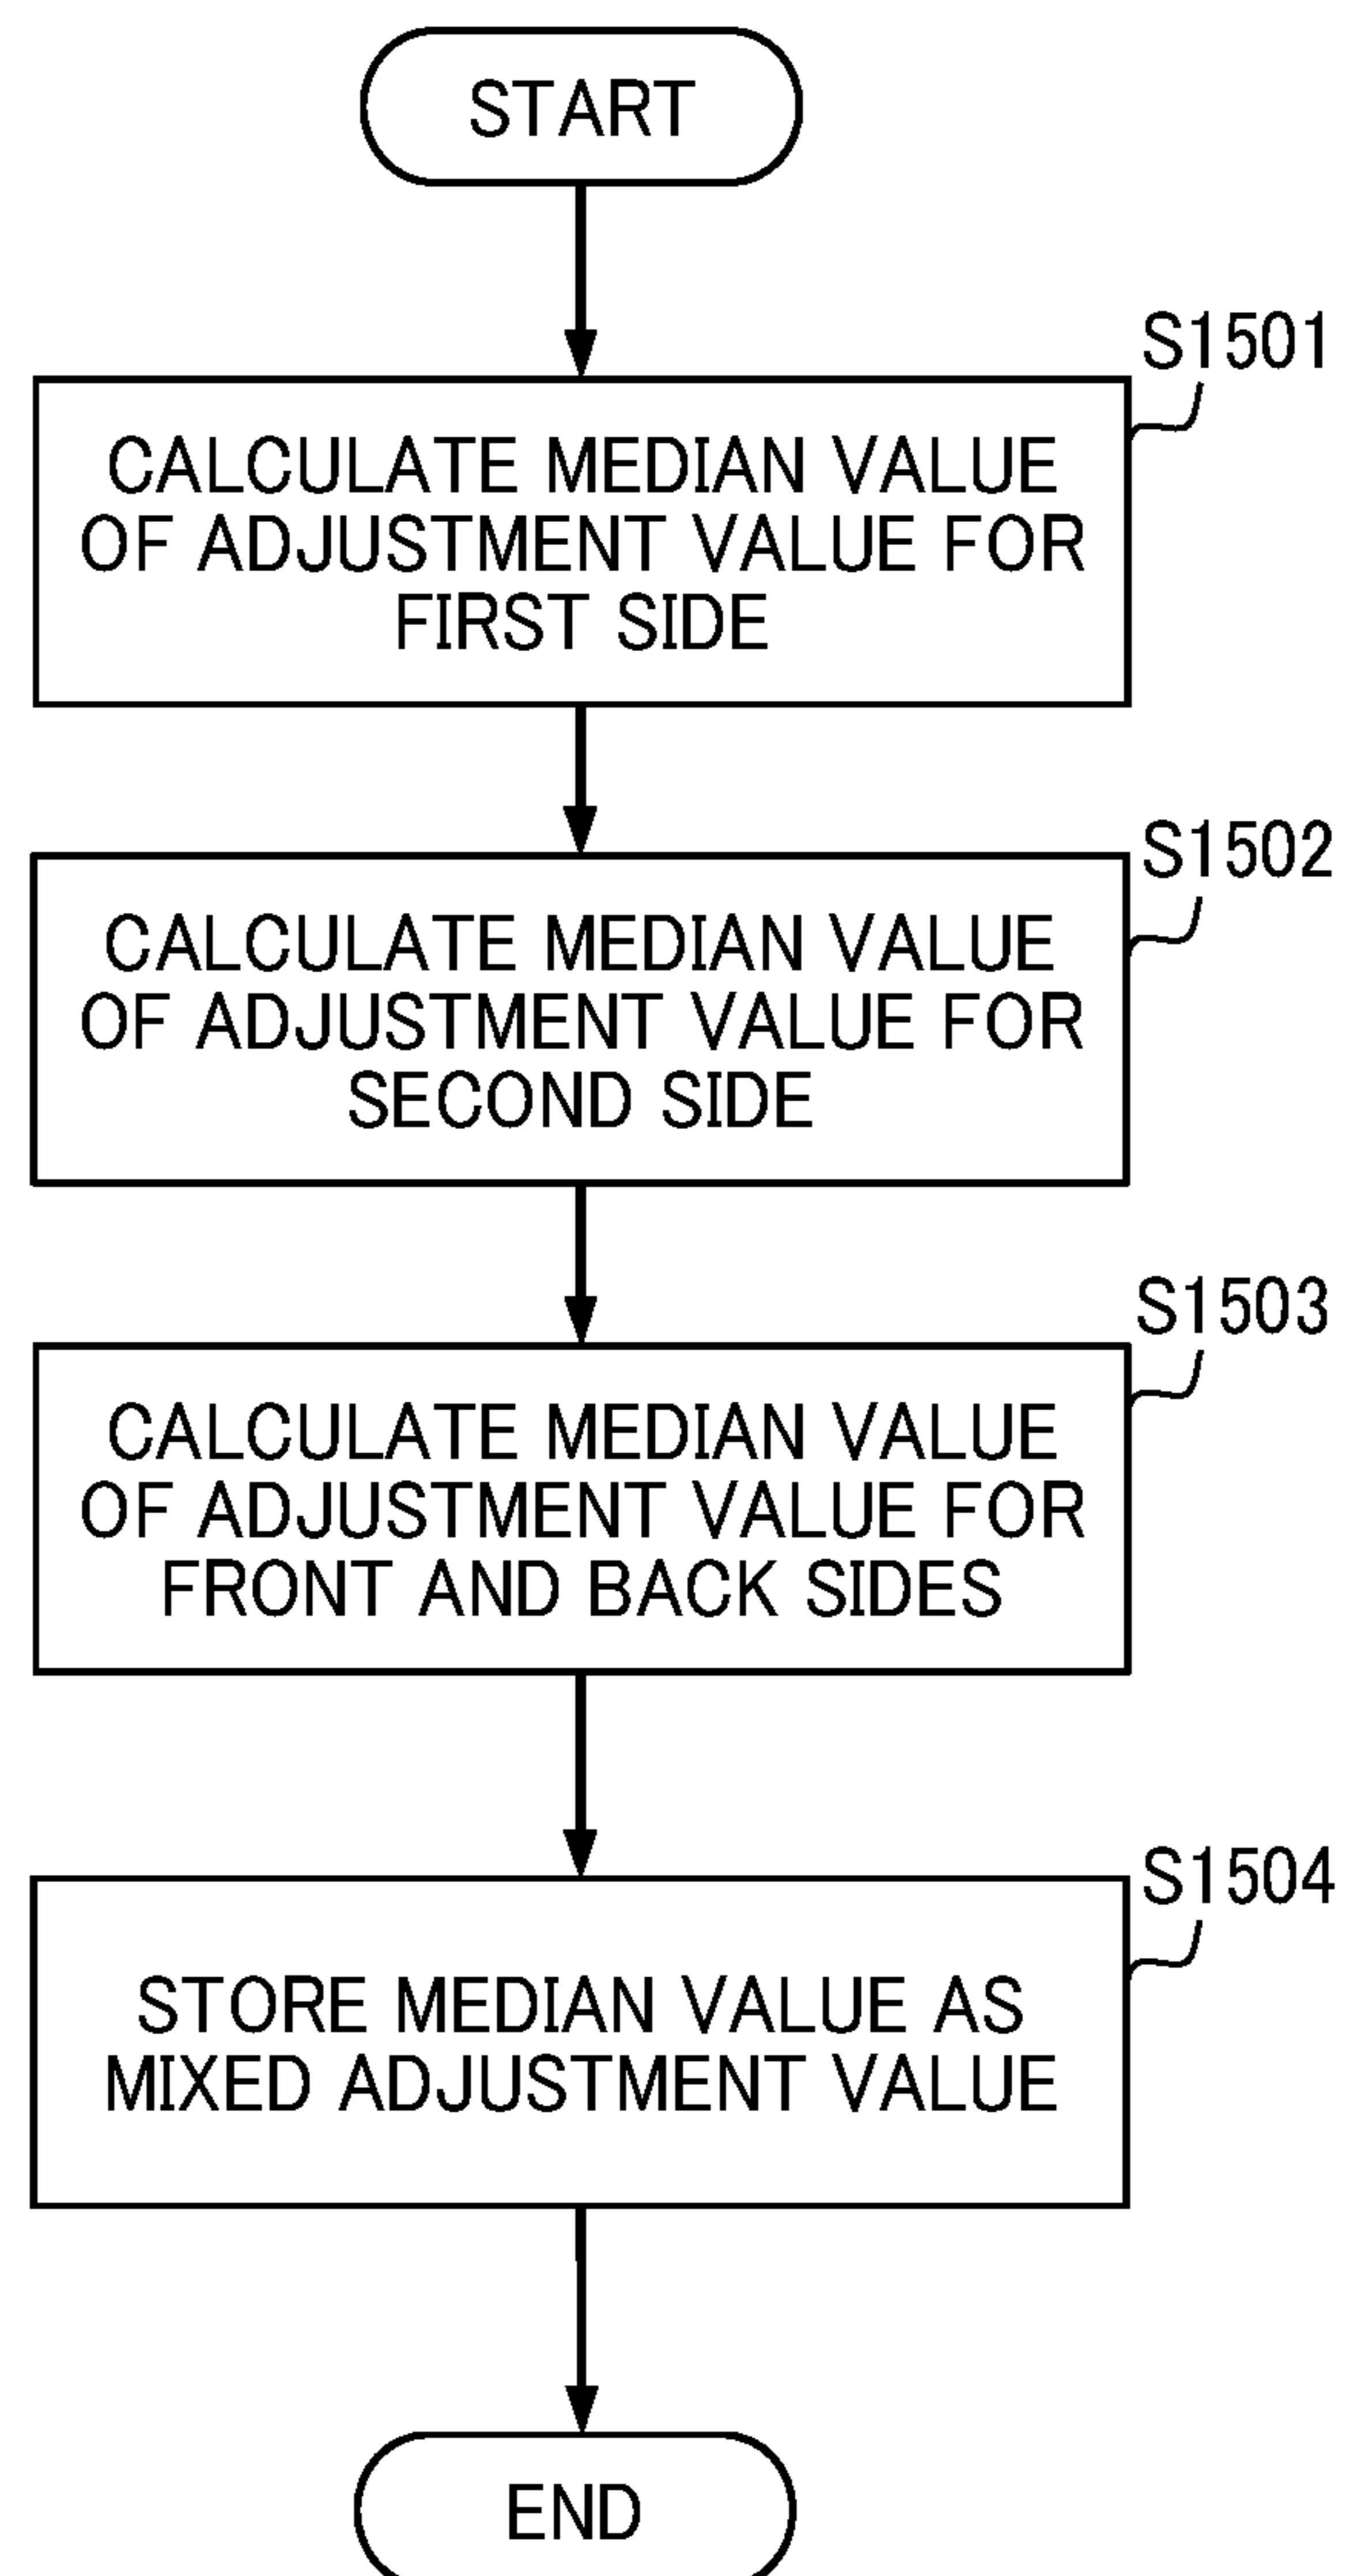 START
S1501
CALCULATE MEDIAN VALUE
OF ADJUSTMENT VALUE FOR
FIRST SIDE
S1502
CALCULATE MEDIAN VALUE
OF ADJUSTMENT VALUE FOR
SECOND SIDE
S1503
CALCULATE MEDIAN VALUE
OF ADJUSTMENT VALUE FOR
FRONT AND BACK SIDES
S1504
STORE MEDIAN VALUE AS
MIXED ADJUSTMENT VALUE
END